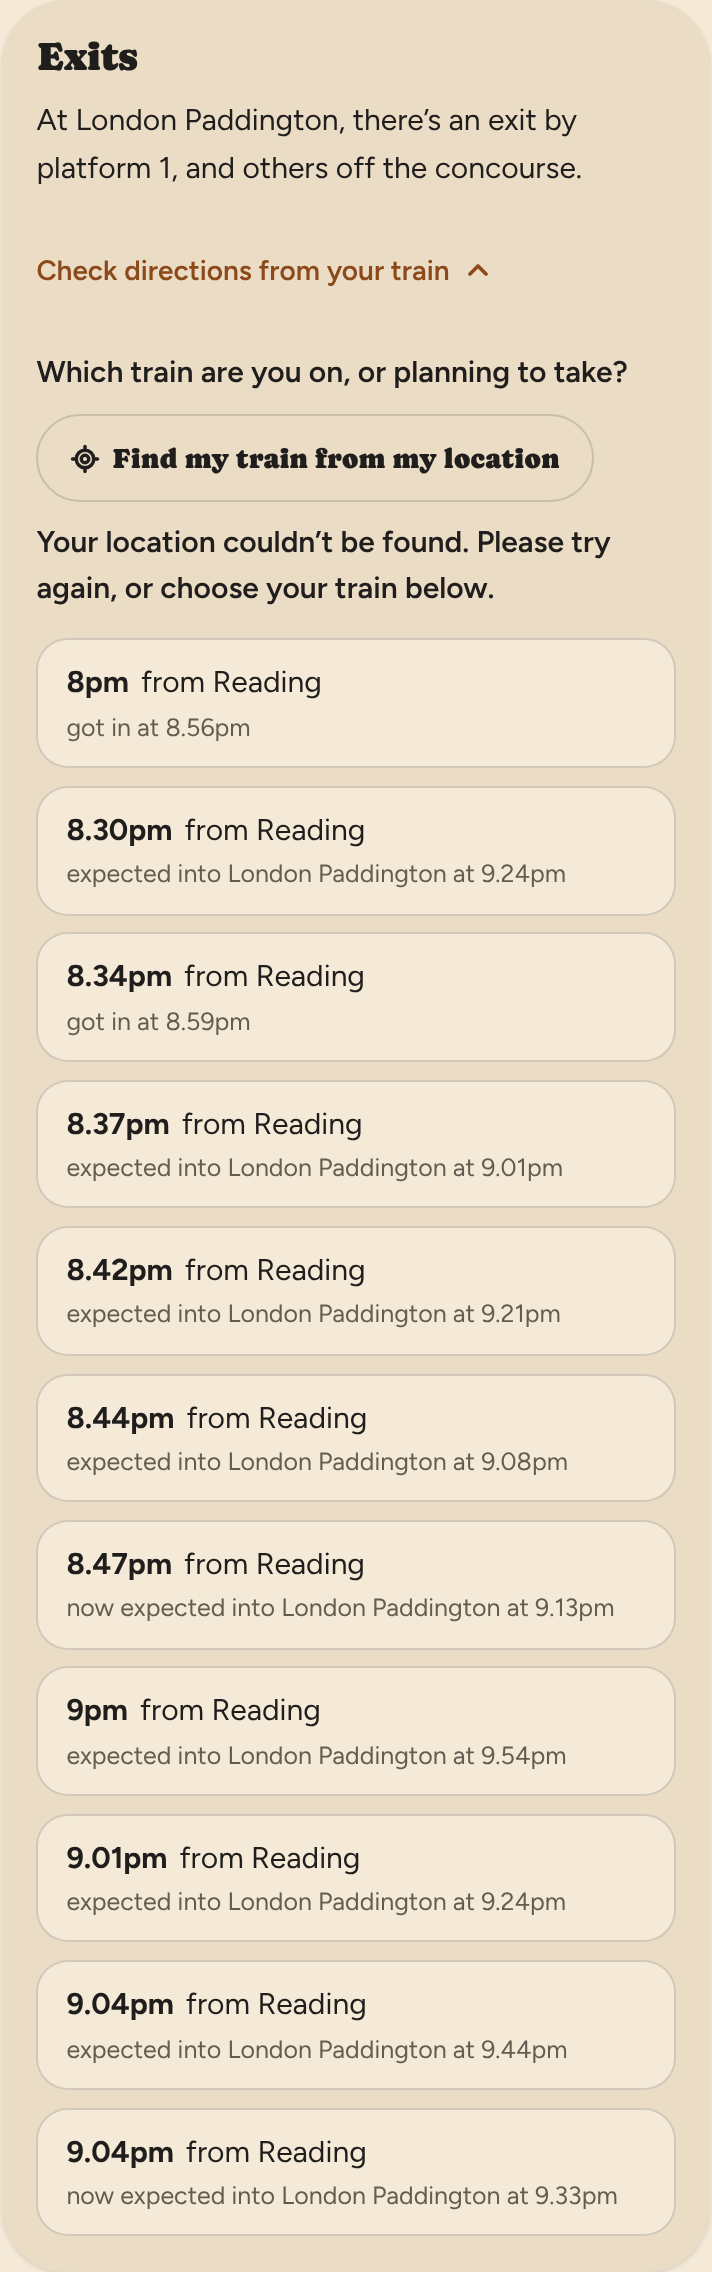 Exits
At London Paddington, there’s an exit by
platform 1, and others off the concourse.
Check directions from your train
Which train are you on, or planning to take?
Find my train from my location
Your location couldn’t be found. Please try
again, or choose your train below.
8pm from Reading
got in at 8.56pm
8.30pm from Reading
expected into London Paddington at 9.24pm
8.34pm from Reading
got in at 8.59pm
8.37pm from Reading
expected into London Paddington at 9.01pm
8.42pm from Reading
expected into London Paddington at 9.21pm
8.44pm from Reading
expected into London Paddington at 9.08pm
8.47pm from Reading
now expected into London Paddington at 9.13pm
9pm from Reading
expected into London Paddington at 9.54pm
9.01pm from Reading
expected into London Paddington at 9.24pm
9.04pm from Reading
expected into London Paddington at 9.44pm
9.04pm from Reading
now expected into London Paddington at 9.33pm